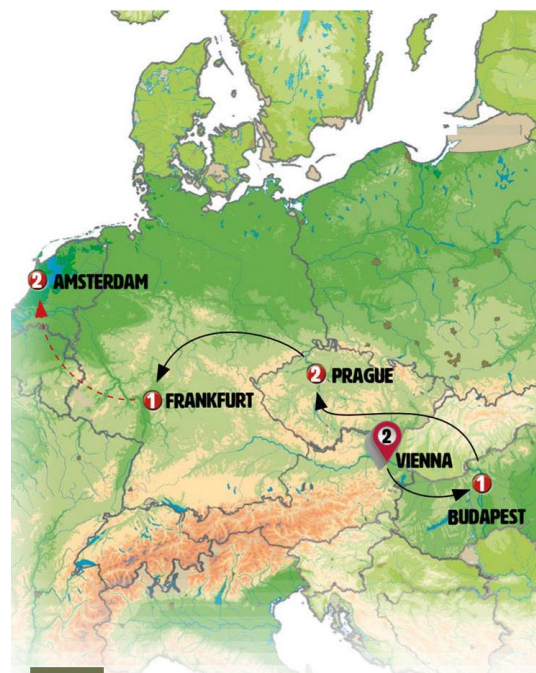 2 AMSTERDAM
2 PRAGUE
1 FRANKFURT
2
VIENNA
1
BUDAPEST